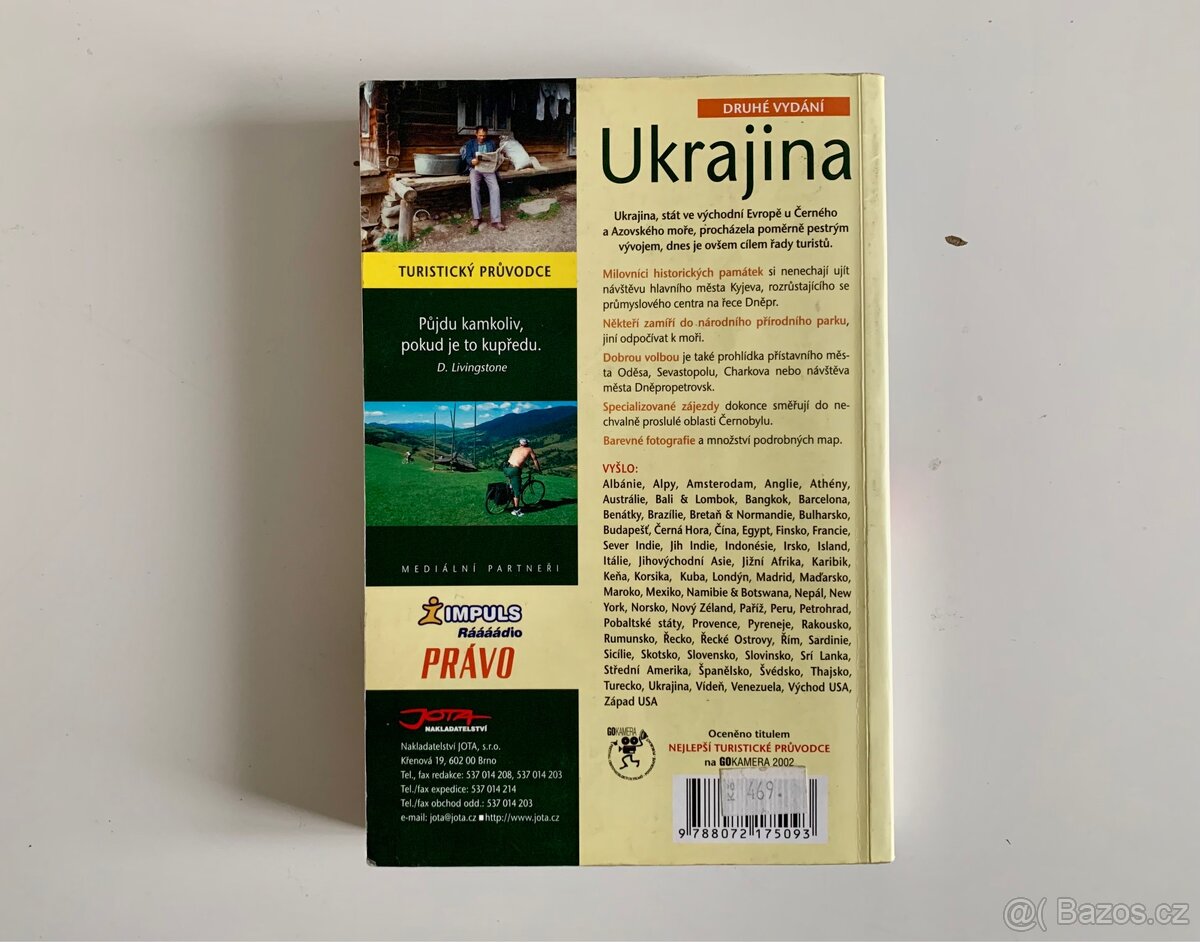 TURISTICKÝ PRŮVODCE
Půjdu kamkoliv,
pokud je to kupředu.
D. Livingstone
MEDIÁLNÍ PARTNEŘI
IMPULS
Ráááádio
PRÁVO
JOTA
NAKLADATELSTVÍ
Nakladatelství JOTA, s.r.o.
Křenová 19, 602 00 Brno
Tel., fax redakce: 537 014 208, 537 014 203
Tel./fax expedice: 537 014 214
Tel./fax obchod odd.: 537 014 203
e-mail: jota@jota.cz ■ http://www.jota.cz
DRUHÉ VYDÁNÍ
Ukrajina
Ukrajina, stát ve východní Evropě u Černého
a Azovského moře, procházela poměrně pestrým
vývojem, dnes je ovšem cílem řady turistů.
Milovníci historických památek si nenechají ujít
návštěvu hlavního města Kyjeva, rozrůstajícího se
průmyslového centra na řece Dněpr.
Někteří zamíří do národního přírodního parku,
jiní odpočívat k moři.
Dobrou volbou je také prohlídka přístavního měs-
ta Oděsa, Sevastopolu, Charkova nebo návštěva
města Dněpropetrovsk.
Specializované zájezdy dokonce směřují do ne-
chvalně proslulé oblasti Černobylu.
Barevné fotografie a množství podrobných map.
VYŠLO:
Albánie, Alpy, Amsterodam, Anglie, Athény,
Austrálie, Bali & Lombok, Bangkok, Barcelona,
Benátky, Brazílie, Bretaň & Normandie, Bulharsko,
Budapešť, Černá Hora, Čína, Egypt, Finsko, Francie,
Sever Indie, Jih Indie, Indonésie, Irsko, Island,
Itálie, Jihovýchodní Asie, Jižní Afrika, Karibik,
Keňa, Korsika, Kuba, Londýn, Madrid, Maďarsko,
Maroko, Mexiko, Namibie & Botswana, Nepál, New
York, Norsko, Nový Zéland, Paříž, Peru, Petrohrad,
Pobaltské státy, Provence, Pyreneje, Rakousko,
Rumunsko, Řecko, Řecké Ostrovy, Řím, Sardinie,
Sicílie, Skotsko, Slovensko, Slovinsko, Srí Lanka,
Střední Amerika, Španělsko, Švédsko, Thajsko,
Turecko, Ukrajina, Vídeň, Venezuela, Východ USA,
Západ USA
GOKAMERA
Oceněno titulem
NEJLEPŠÍ TURISTICKÉ PRŮVODCE
na GOKAMERA 2002
469.-
9 788072 175093
@( Bazos.cz